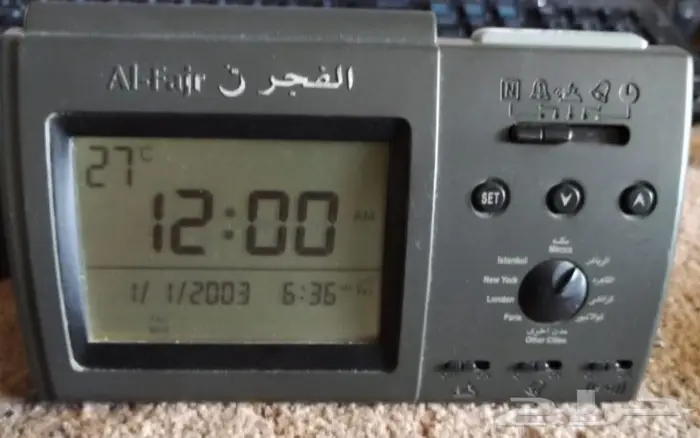 Al-Fajr الفجر ن
N
27°C
12:00 AM
1/ 1/2003 6:36
SET
مكة
Mecca
Istanbul الرياض
New York القاهرة
London كراتشي
Paris كوالالمبور
مدن أخرى
Other Cities
حراج